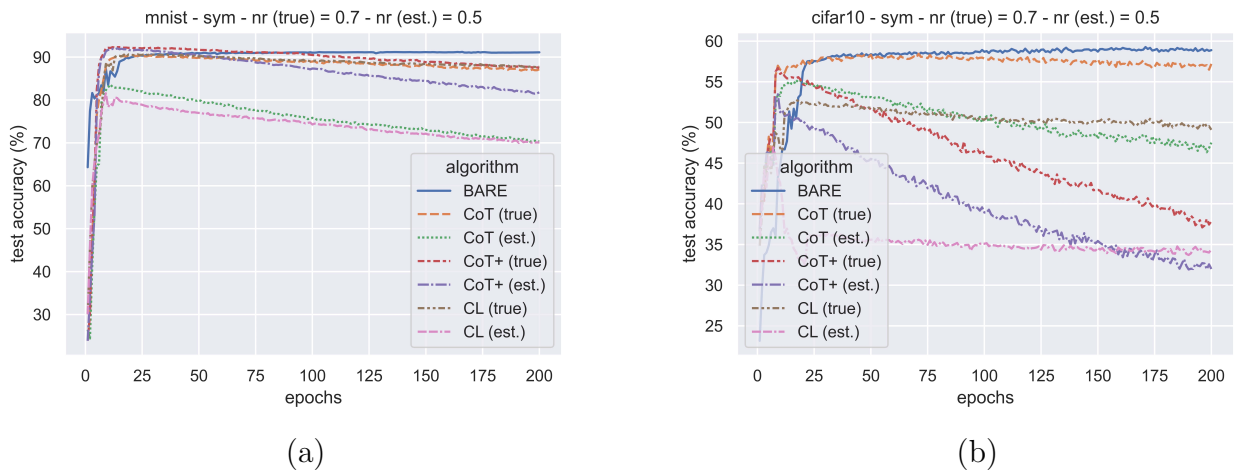 mnist - sym - nr (true) = 0.7 - nr (est.) = 0.5
test accuracy (%)
90
80
70
60
50
40
30
0 25 50 75 100 125 150 175 200
epochs
algorithm
BARE
CoT (true)
CoT (est.)
CoT+ (true)
CoT+ (est.)
CL (true)
CL (est.)
(a)
cifar10 - sym - nr (true) = 0.7 - nr (est.) = 0.5
test accuracy (%)
60
55
50
45
40
35
30
25
0 25 50 75 100 125 150 175 200
epochs
algorithm
BARE
CoT (true)
CoT (est.)
CoT+ (true)
CoT+ (est.)
CL (true)
CL (est.)
(b)